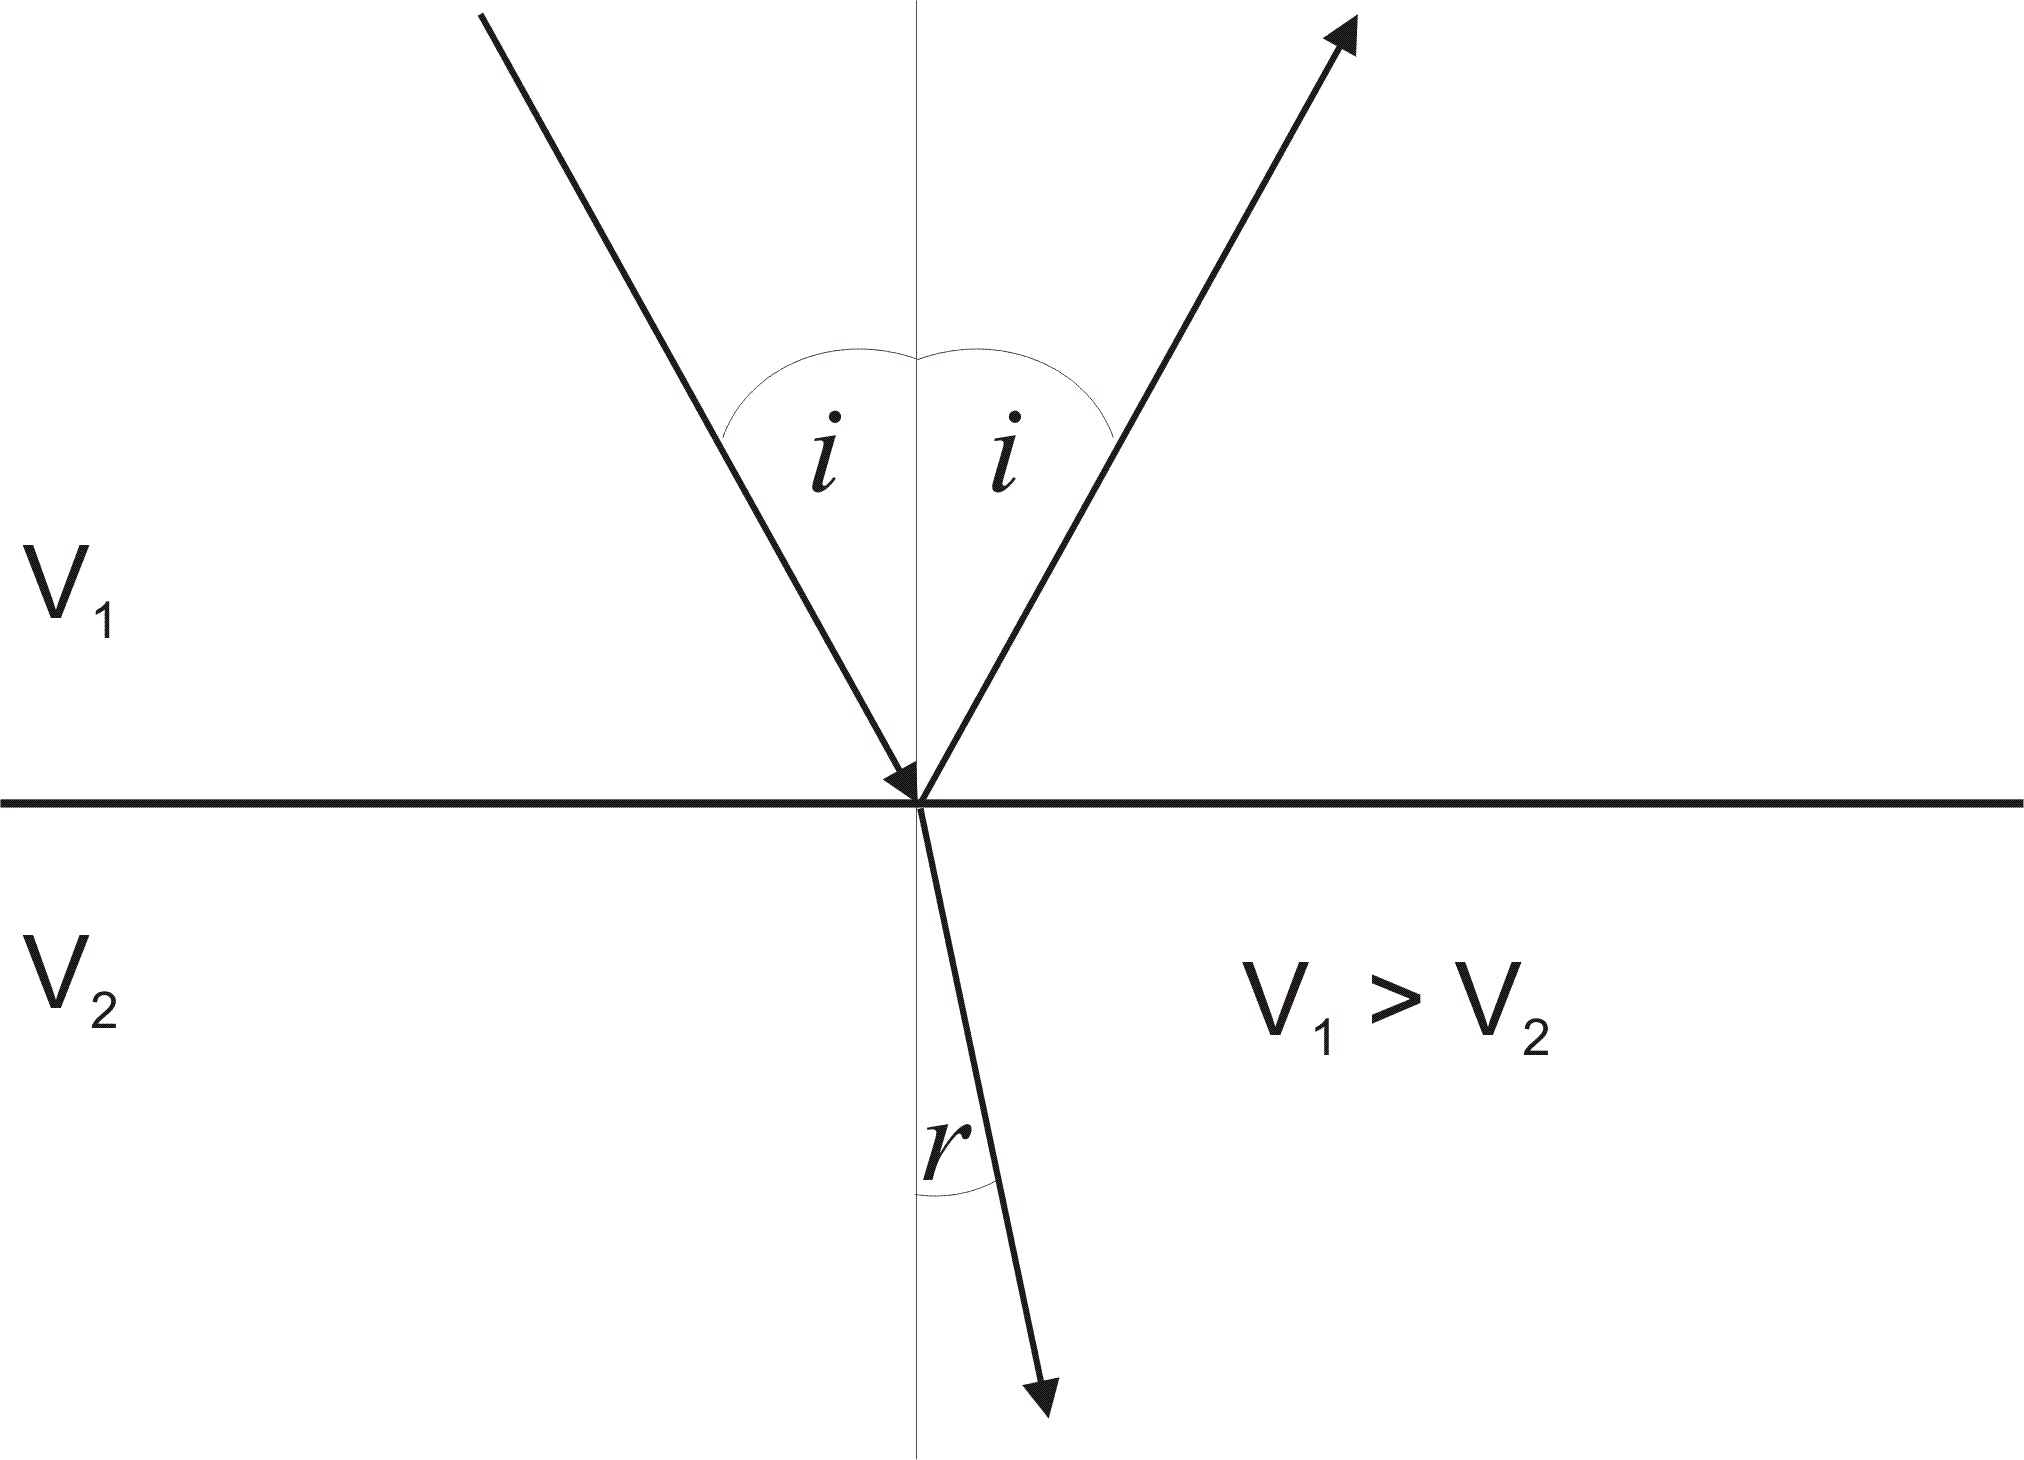 i i
V₁
V₂
V₁ > V₂
r